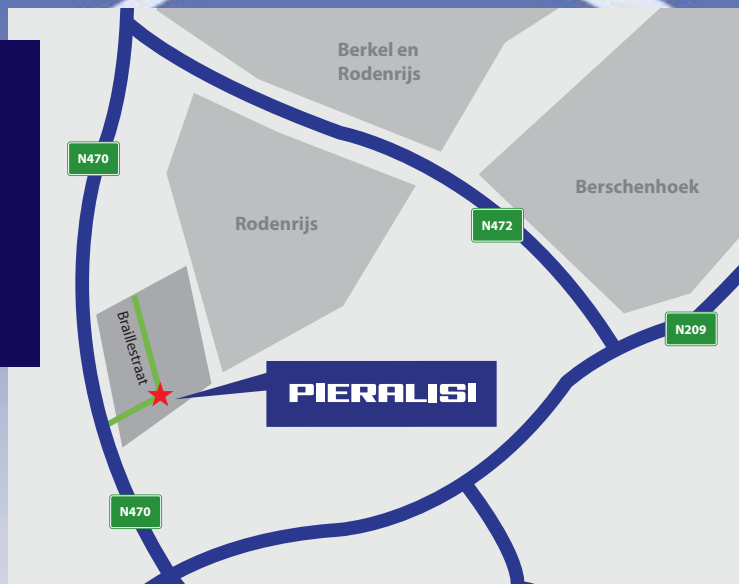 Berkel en
Rodenrijs
N470
Berschenhoek
Rodenrijs
N472
N209
Braillestraat
PIERALISI
N470